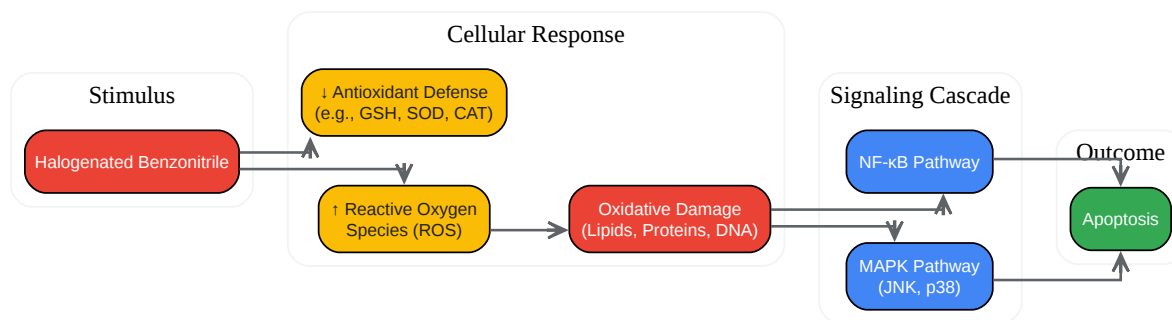 Stimulus
Halogenated Benzonitrile
Cellular Response
↓ Antioxidant Defense
(e.g., GSH, SOD, CAT)
↑ Reactive Oxygen
Species (ROS)
Oxidative Damage
(Lipids, Proteins, DNA)
Signaling Cascade
NF-κB Pathway
MAPK Pathway
(JNK, p38)
Outcome
Apoptosis